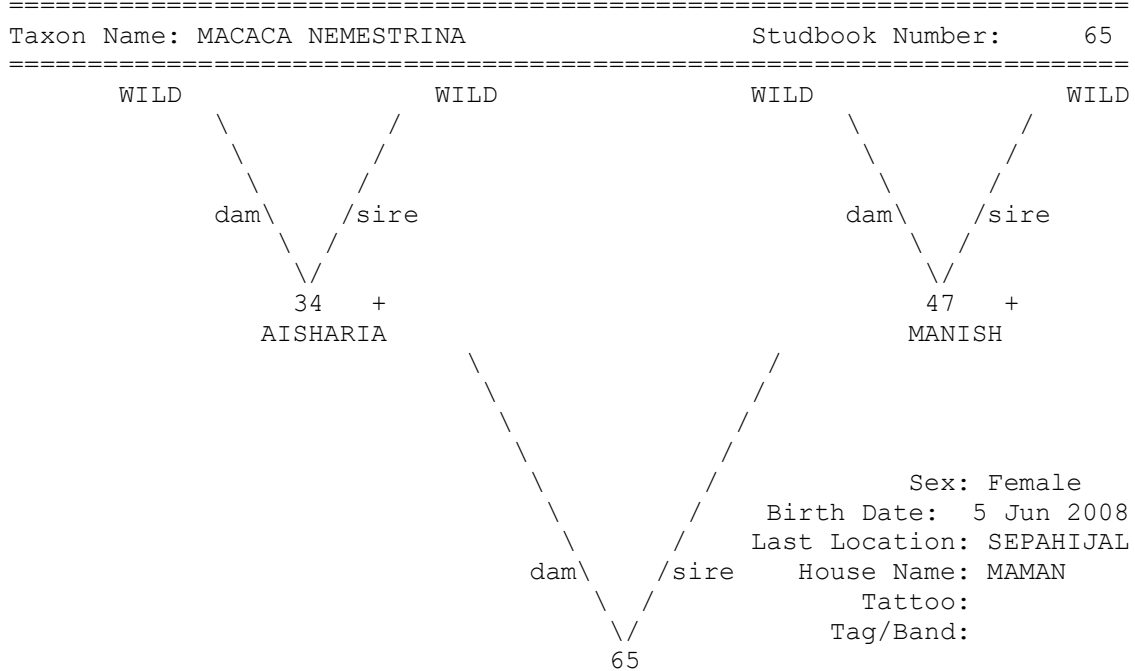 ======================================================================
Taxon Name: MACACA NEMESTRINA                  Studbook Number:     65
======================================================================
       WILD                WILD                WILD                WILD
             \          /                            \          /
              \        /                              \        /
               \      /                                \      /
             dam\    /sire                           dam\    /sire
                 \  /                                    \  /
                  \/                                      \/
                  34   +                                  47   +
                AISHARIA                                 MANISH
                             \                   /
                              \                 /
                               \               /
                                \             /
                                 \           /           Sex: Female
                                  \         /   Birth Date:  5 Jun 2008
                                   \       /   Last Location: SEPAHIJAL
                                 dam\     /sire   House Name: MAMAN
                                     \   /            Tattoo:
                                      \/            Tag/Band:
                                      65